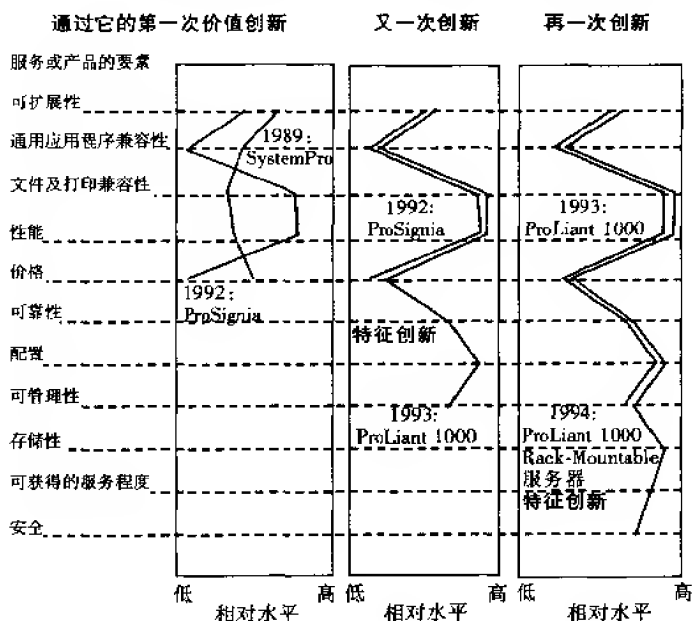 通过它的第一次价值创新
又一次创新
再一次创新
服务或产品的要素
可扩展性
通用应用程序兼容性
文件及打印兼容性
性能
价格
可靠性
配置
可管理性
存储性
可获得的服务程度
安全
1989:
SystemPro
1992:
ProSignia
低
高
相对水平
1992:
ProSignia
特征创新
1993:
ProLiant 1000
低
高
相对水平
1993:
ProLiant 1000
1994:
ProLiant 1000
Rack-Mountable
服务器
特征创新
低
高
相对水平